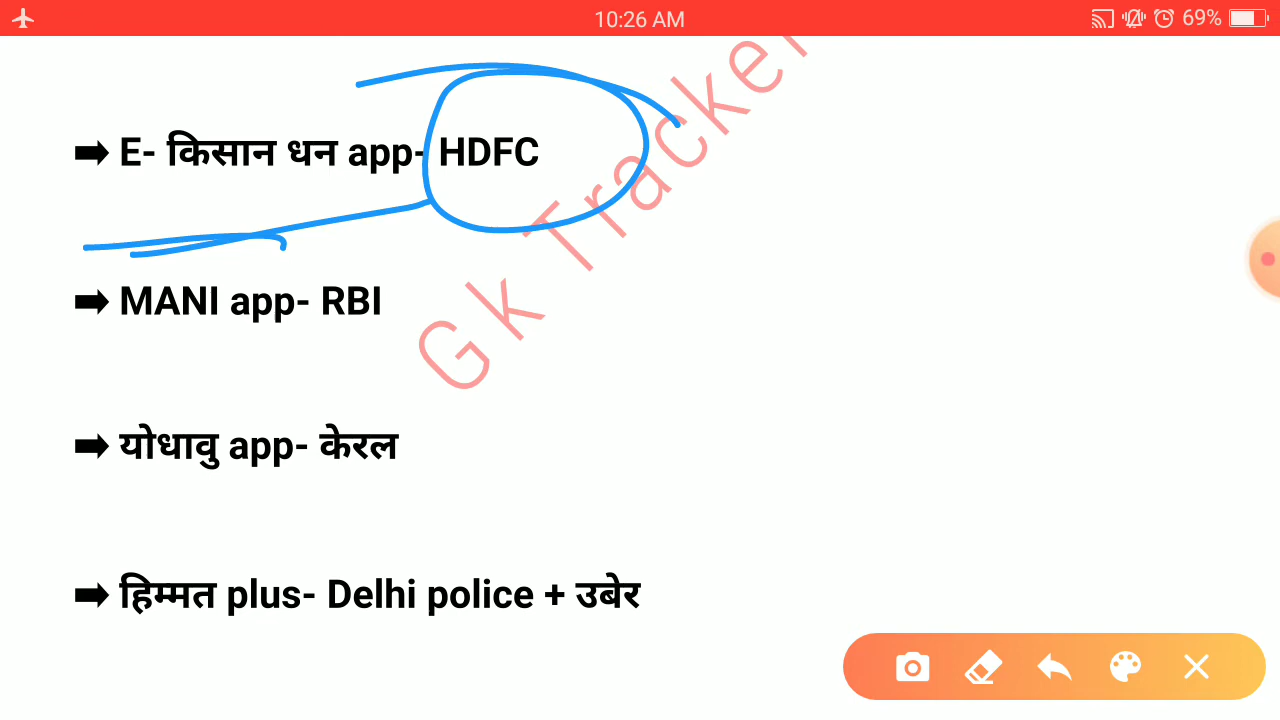 10:26 AM
69%
➡ E- किसान धन app- HDFC
➡ MANI app- RBI
➡ योधावु app- केरल
➡ हिम्मत plus- Delhi police + उबेर
Gk Tracker